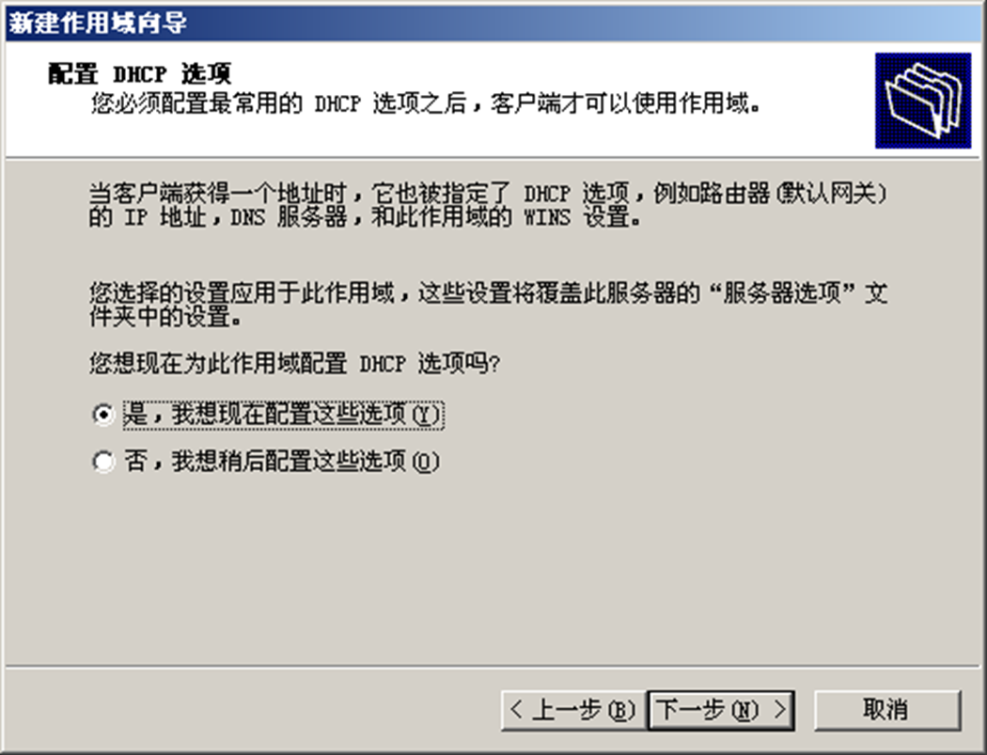 新建作用域向导
配置 DHCP 选项
您必须配置最常用的 DHCP 选项之后，客户端才可以使用作用域。
当客户端获得一个地址时，它也被指定了 DHCP 选项，例如路由器(默认网关)
的 IP 地址，DNS 服务器，和此作用域的 WINS 设置。
您选择的设置应用于此作用域，这些设置将覆盖此服务器的“服务器选项”文
件夹中的设置。
您想现在为此作用域配置 DHCP 选项吗?
是，我想现在配置这些选项(Y)
否，我想稍后配置这些选项(O)
< 上一步(B) 下一步(N) > 取消